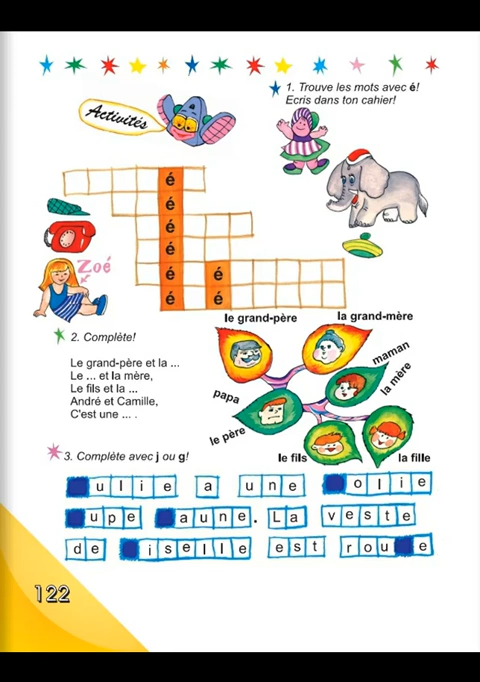 1. Trouve les mots avec é!
Ecris dans ton cahier!
Activités
é
é
é
é
é é
é é
Zoé
le grand-père
la grand-mère
2. Complète!
Le grand-père et la ...
Le ... et la mère,
Le fils et la ...
André et Camille,
C'est une ... .
maman
la mère
papa
le père
le fils
la fille
3. Complète avec j ou g!
ulie a une olie
upe aune. La veste
de iselle est rou e
122